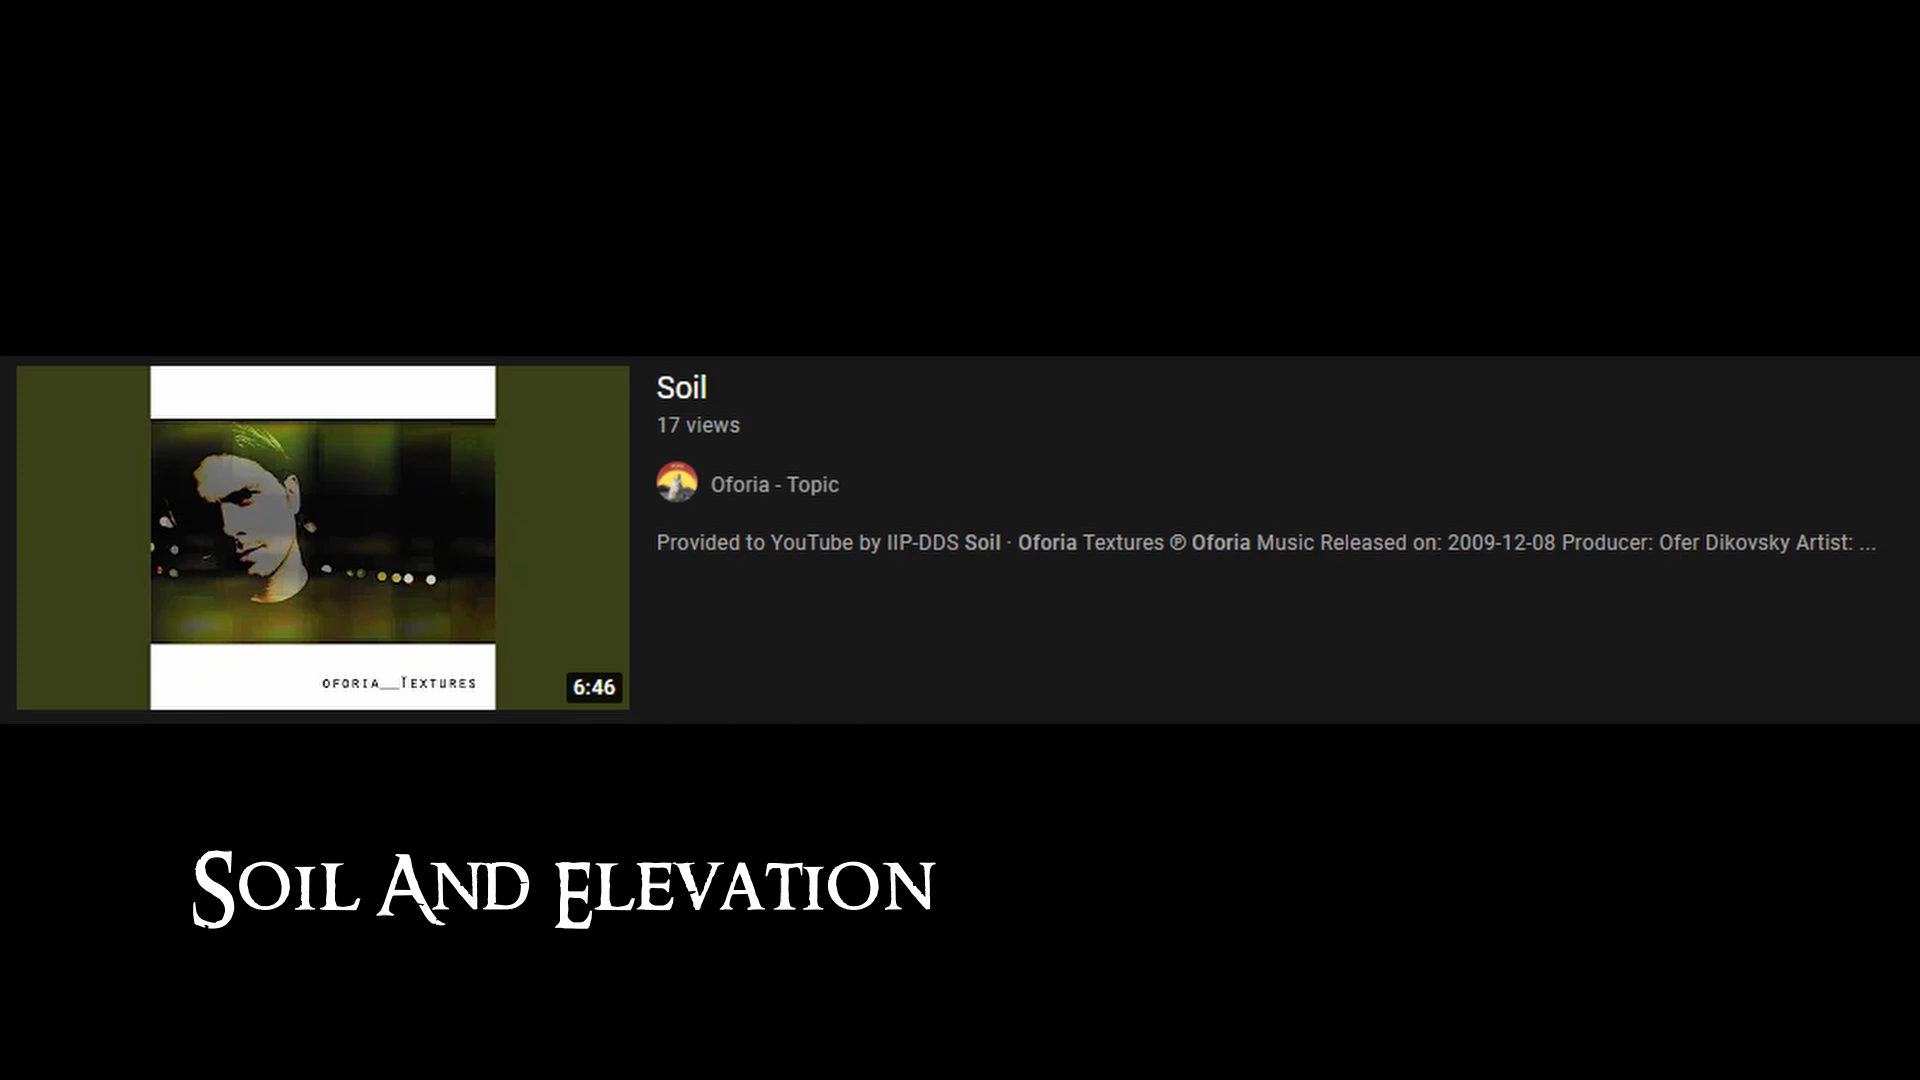 Soil
17 views
Oforia - Topic
Provided to YouTube by IIP-DDS Soil · Oforia Textures ℗ Oforia Music Released on: 2009-12-08 Producer: Ofer Dikovsky Artist: ...
OFORIA__TEXTURES
6:46
SOIL AND ELEVATION